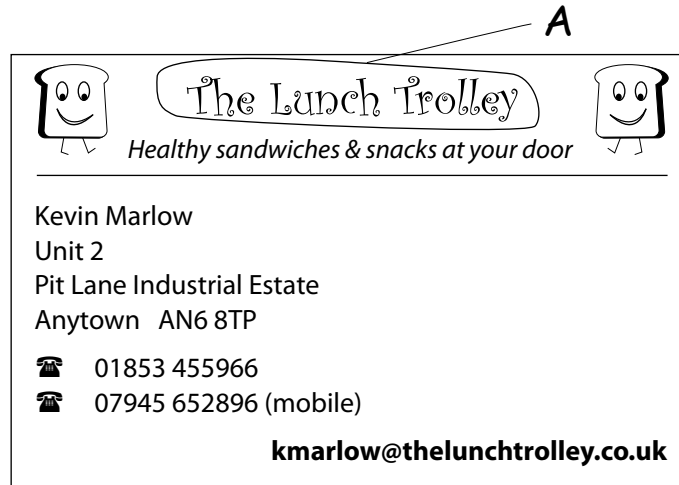 A
The Lunch Trolley
Healthy sandwiches & snacks at your door
Kevin Marlow
Unit 2
Pit Lane Industrial Estate
Anytown AN6 8TP
☎ 01853 455966
☎ 07945 652896 (mobile)
kmarlow@thelunchtrolley.co.uk